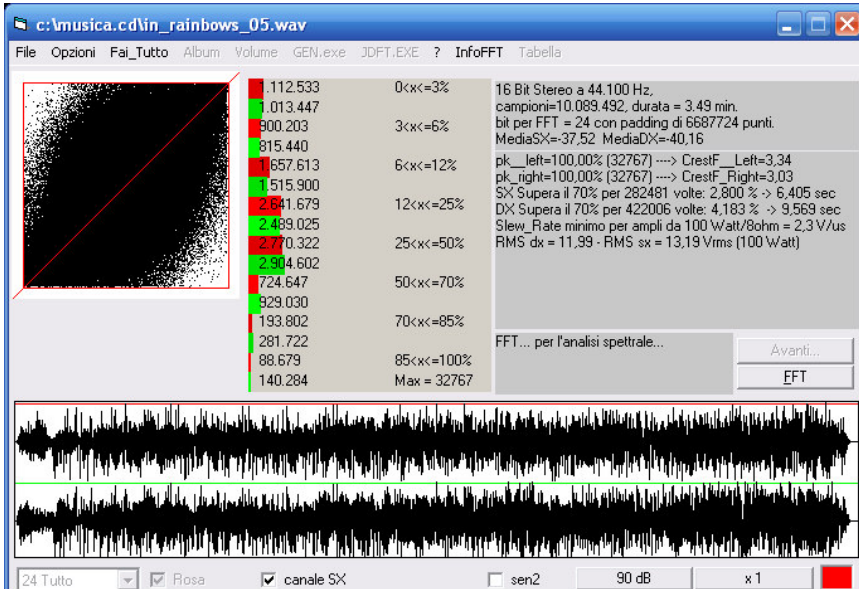 c:\musica.cd\in_rainbows_05.wav
File Opzioni Fai_Tutto Album Volume GEN.exe JDFT.EXE ? InfoFFT Tabella
1.112.533 0<x<=3%
1.013.447
900.203 3<x<=6%
815.440
1.657.613 6<x<=12%
1.515.900
2.641.679 12<x<=25%
2.489.025
2.770.322 25<x<=50%
2.904.602
724.647 50<x<=70%
929.030
193.802 70<x<=85%
281.722
88.679 85<x<=100%
140.284 Max = 32767
16 Bit Stereo a 44.100 Hz,
campioni=10.089.492, durata = 3.49 min.
bit per FFT = 24 con padding di 6687724 punti.
MediaSX=-37,52 MediaDX=-40,16
pk__left=100,00% (32767) ----> CrestF__Left=3,34
pk_right=100,00% (32767) ----> CrestF_Right=3,03
SX Supera il 70% per 282481 volte: 2,800 % -> 6,405 sec
DX Supera il 70% per 422006 volte: 4,183 % -> 9,569 sec
Slew_Rate minimo per ampli da 100 Watt/8ohm = 2,3 V/us
RMS dx = 11,99 - RMS sx = 13,19 Vrms (100 Watt)
FFT... per l'analisi spettrale...
Avanti...
FFT
24 Tutto Rosa canale SX sen2 90 dB x 1